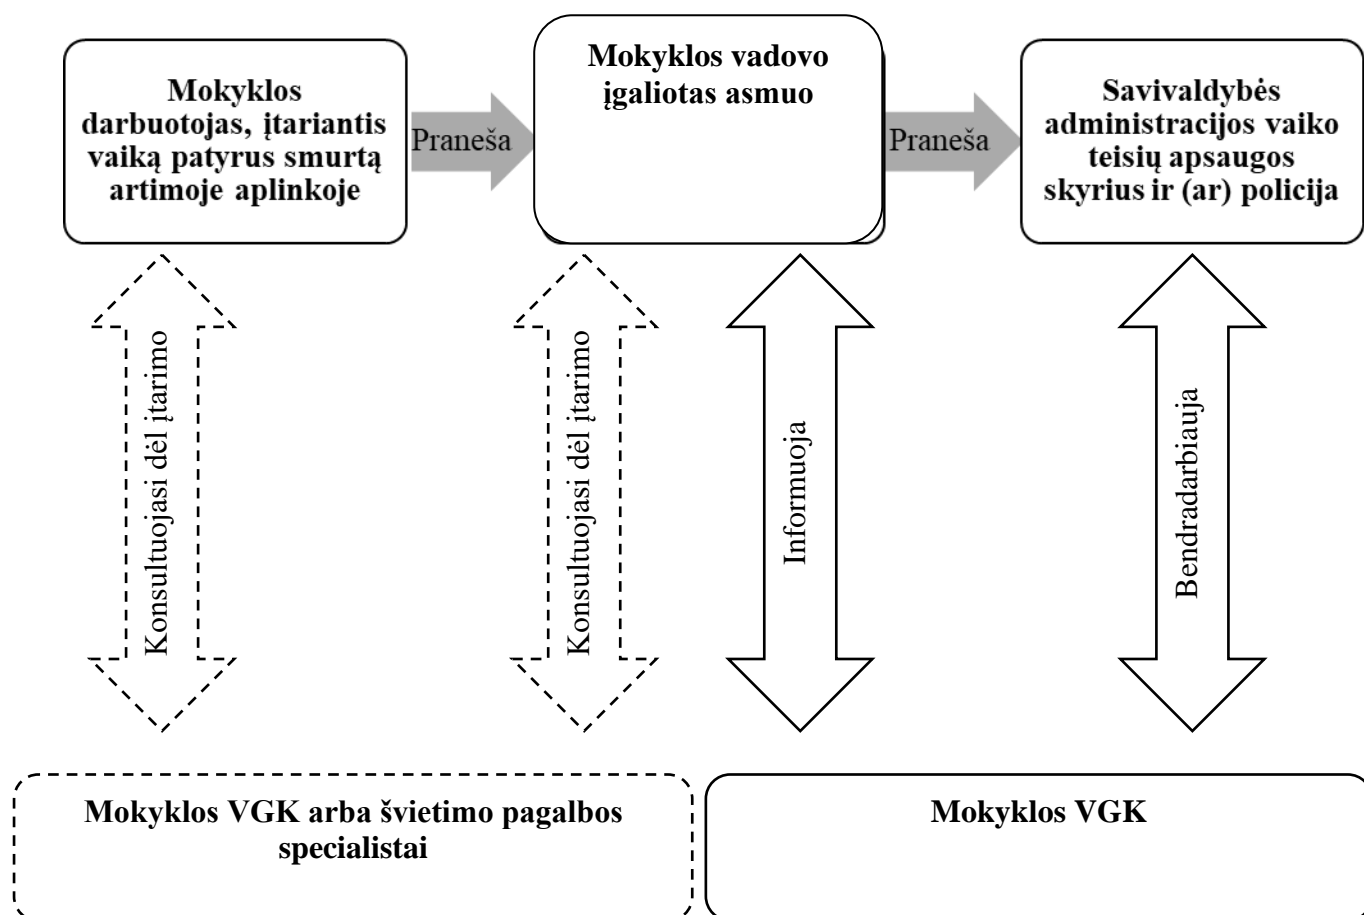 Mokyklos
darbuotojas, įtariantis
vaiką patyrus smurtą
artimoje aplinkoje
Praneša
Mokyklos vadovo
įgaliotas asmuo
Praneša
Savivaldybės
administracijos vaiko
teisių apsaugos
skyrius ir (ar) policija
Konsultuojasi dėl įtarimo
Konsultuojasi dėl įtarimo
Informuoja
Bendradarbiauja
Mokyklos VGK arba švietimo pagalbos
specialistai
Mokyklos VGK